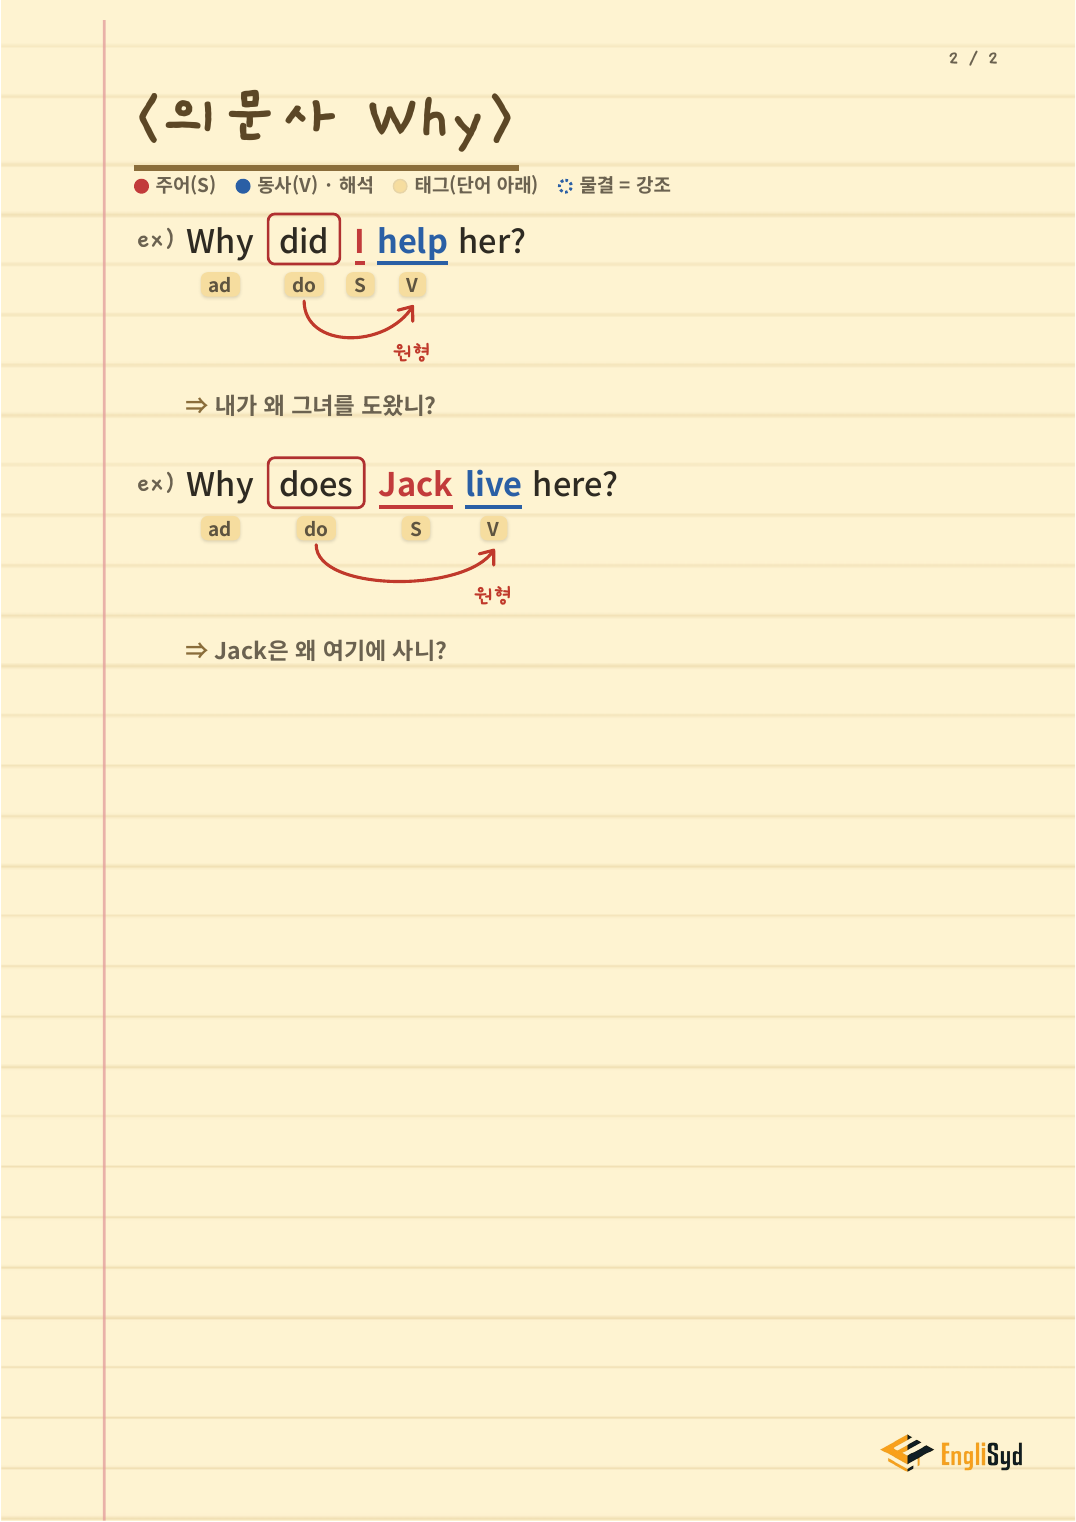 2 / 2
<의문사 Why>
주어(S) 동사(V) · 해석 태그(단어 아래) 물결 = 강조
ex) Why did I help her?
ad do S V
원형
⇒ 내가 왜 그녀를 도왔니?
ex) Why does Jack live here?
ad do S V
원형
⇒ Jack은 왜 여기에 사니?
EngliSyd